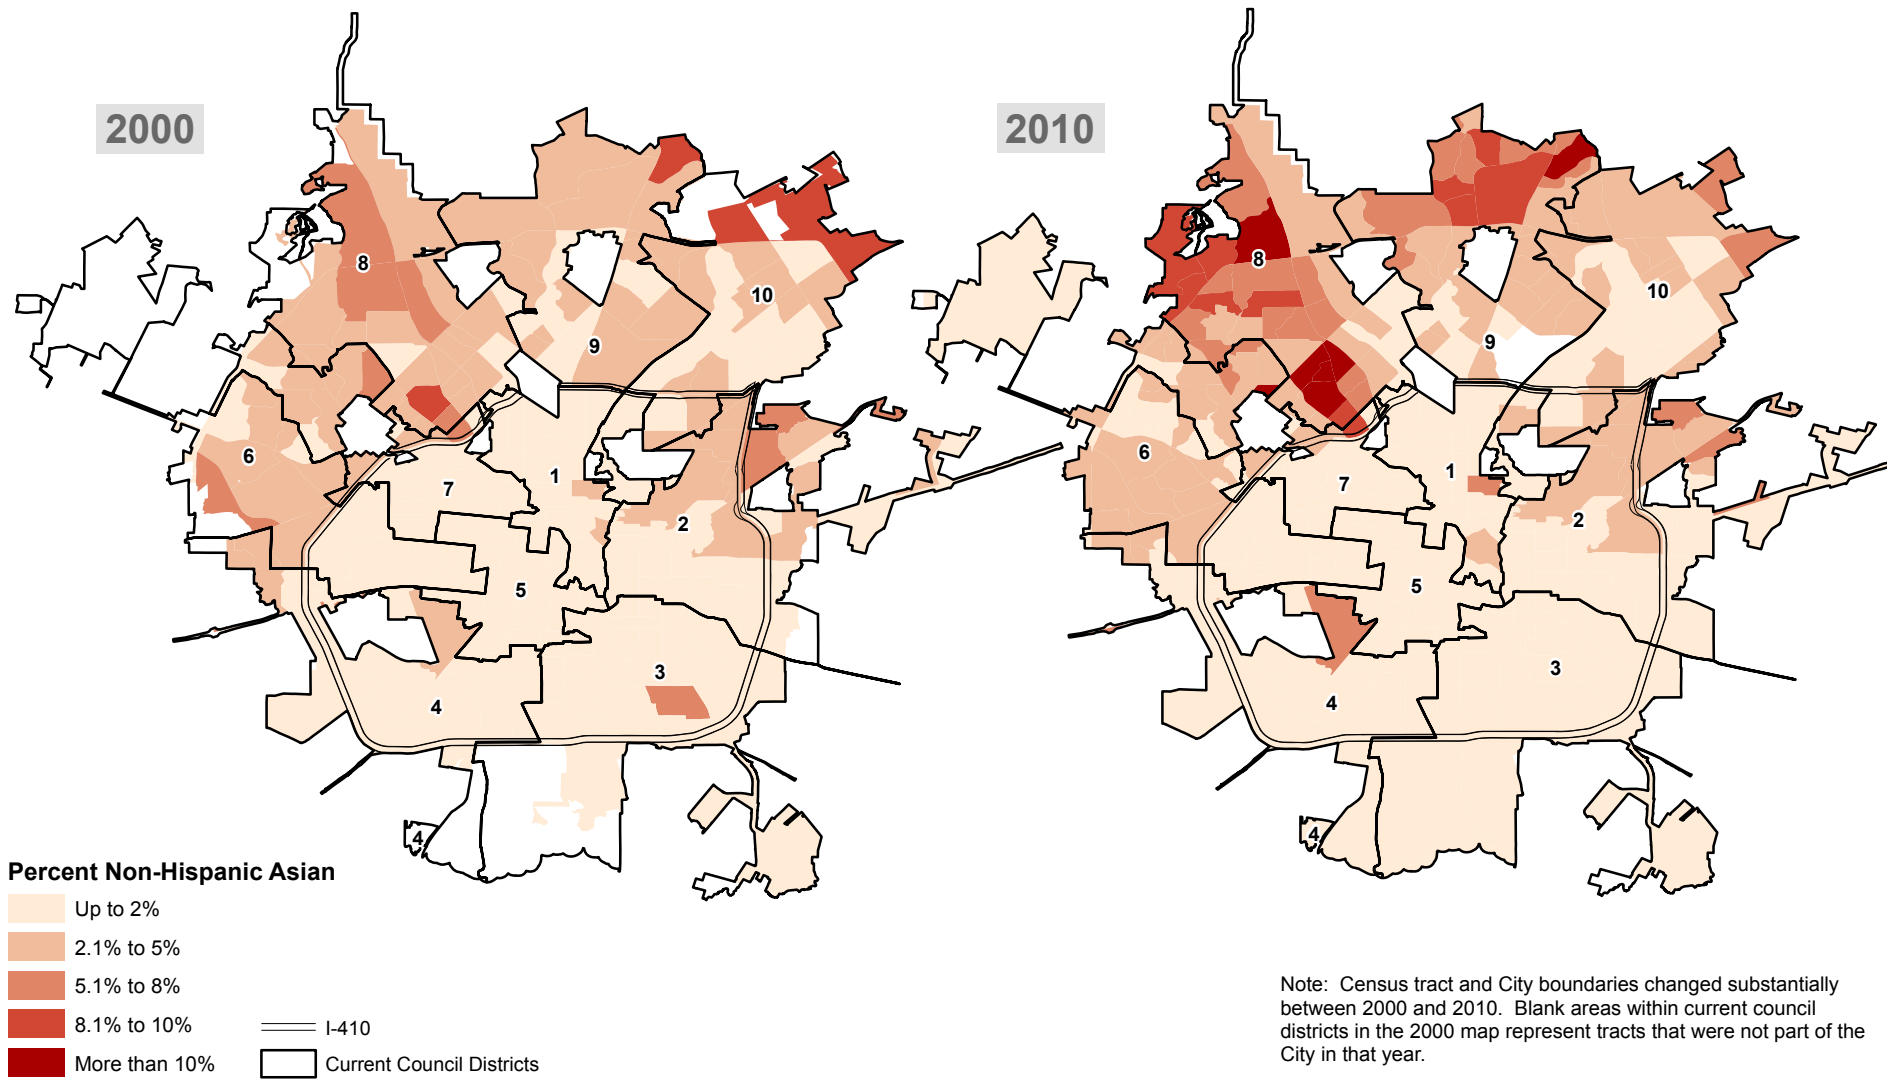 2000
2010
8
10
9
6
7
1
2
5
3
4
4
8
10
9
6
7
1
2
5
3
4
4
Percent Non-Hispanic Asian
Up to 2%
2.1% to 5%
5.1% to 8%
8.1% to 10%
More than 10%
I-410
Current Council Districts
Note: Census tract and City boundaries changed substantially
between 2000 and 2010. Blank areas within current council
districts in the 2000 map represent tracts that were not part of the
City in that year.